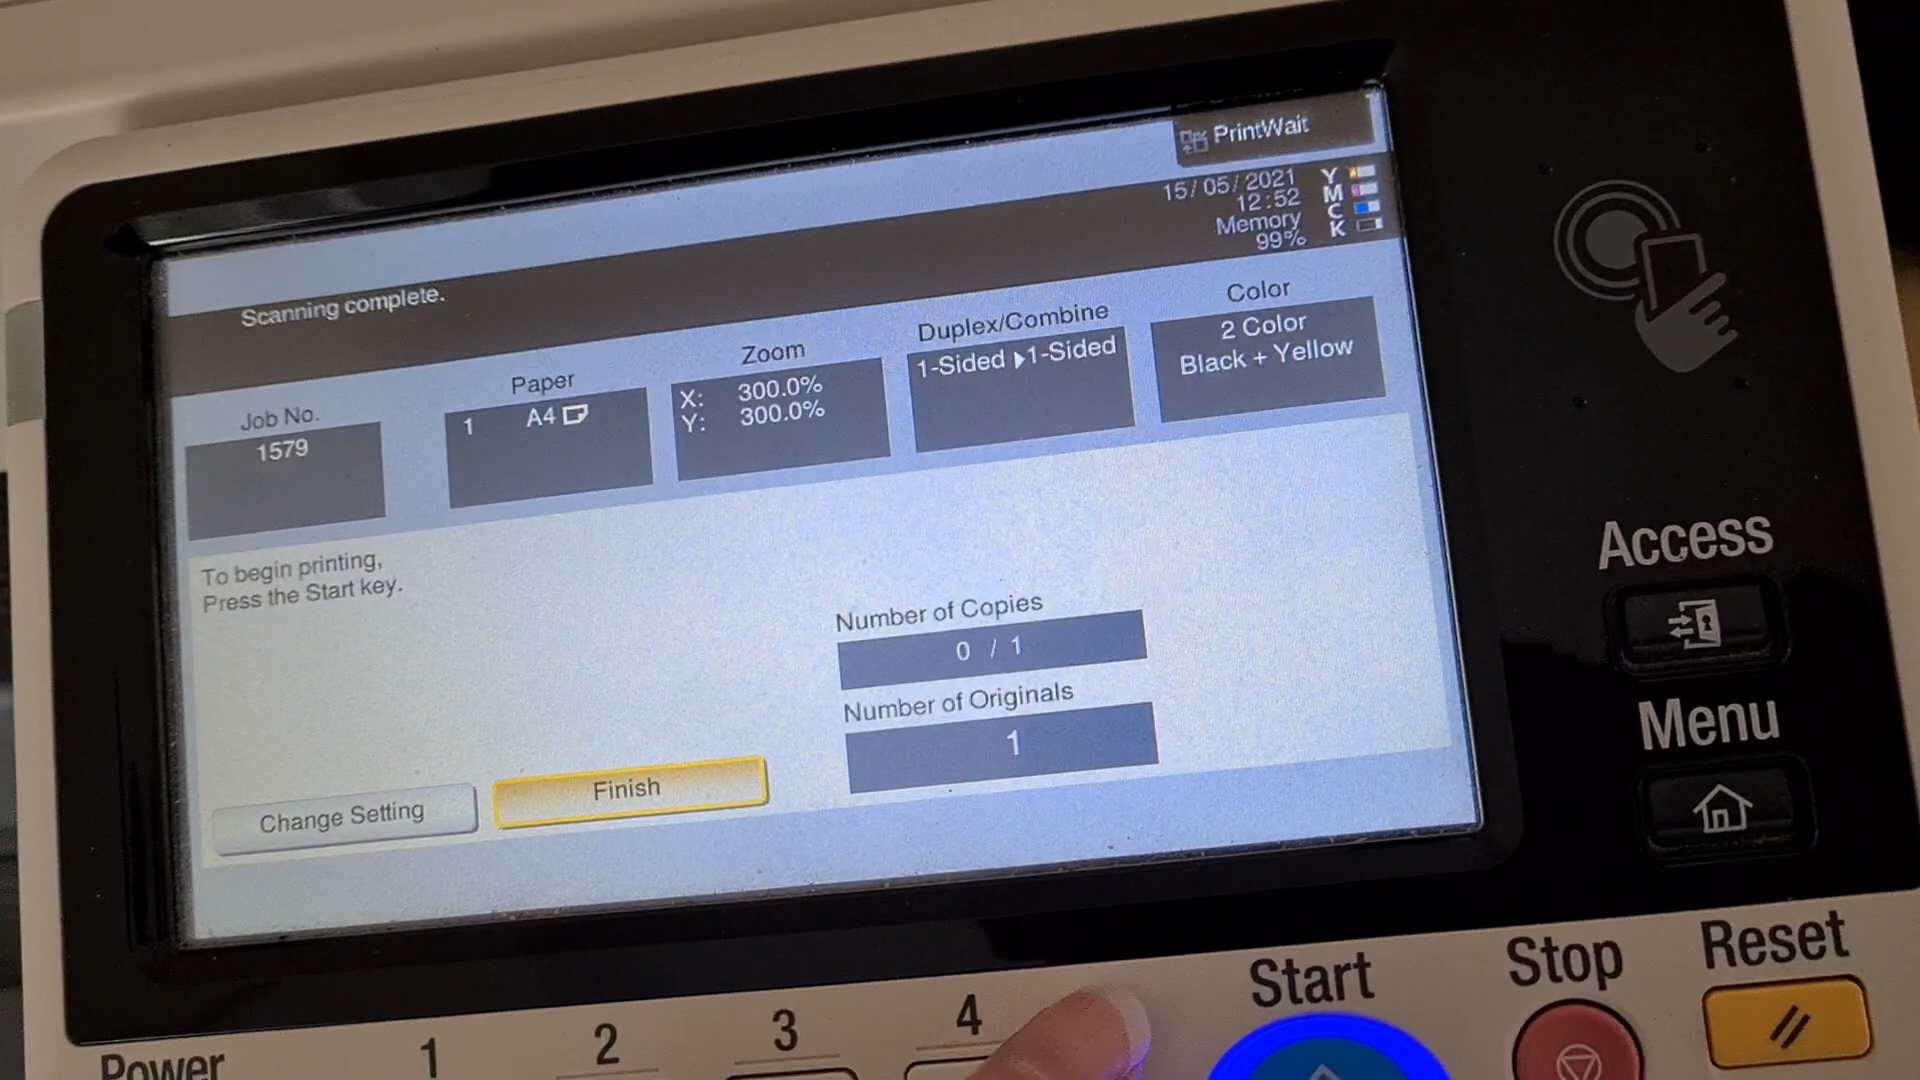 PrintWait
15/05/2021
12:52
Memory
99%
Y
M
C
K
Scanning complete.
Job No.
1579
Paper
1 A4
Zoom
X: 300.0%
Y: 300.0%
Duplex/Combine
1-Sided ▶1-Sided
Color
2 Color
Black + Yellow
To begin printing,
Press the Start key.
Number of Copies
0 / 1
Number of Originals
1
Change Setting
Finish
Access
Menu
Start
Stop
Reset
Power
1
2
3
4